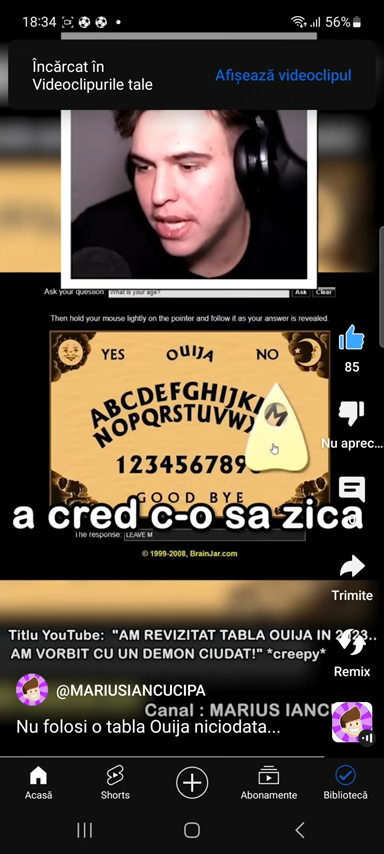 18:34
56%
Încărcat în
Videoclipurile tale
Afișează videoclipul
Ask your question: What is your age? Ask Clear
Then hold your mouse lightly on the pointer and follow it as your answer is revealed.
YES OUIJA NO
ABCDEFGHIJKL M
NOPQRSTUVW
123456789
GOOD BYE
a cred c-o sa zica
The response: LEAVE M
© 1999-2008, BrainJar.com
85
Nu aprec...
Trimite
Titlu YouTube: "AM REVIZITAT TABLA OUIJA IN
AM VORBIT CU UN DEMON CIUDAT!" *creepy*
Remix
@MARIUSIANCUCIPA
Canal : MARIUS IANC
Nu folosi o tabla Ouija niciodata...
Acasă
Shorts
Abonamente
Bibliotecă